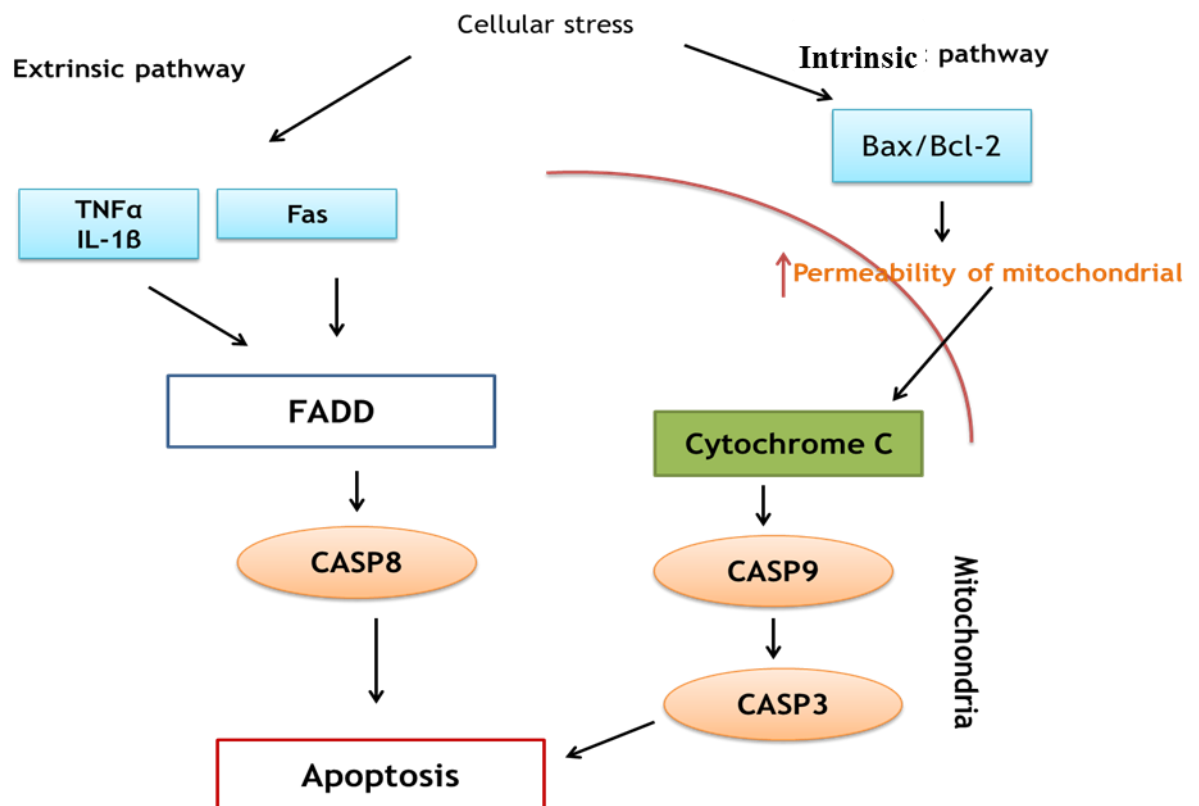 Cellular stress
Extrinsic pathway
Intrinsic : pathway
Bax/Bcl-2
TNFα
IL-1ß
Fas
Permeability of mitochondrial
FADD
Cytochrome C
CASP8
CASP9
Mitochondria
CASP3
Apoptosis